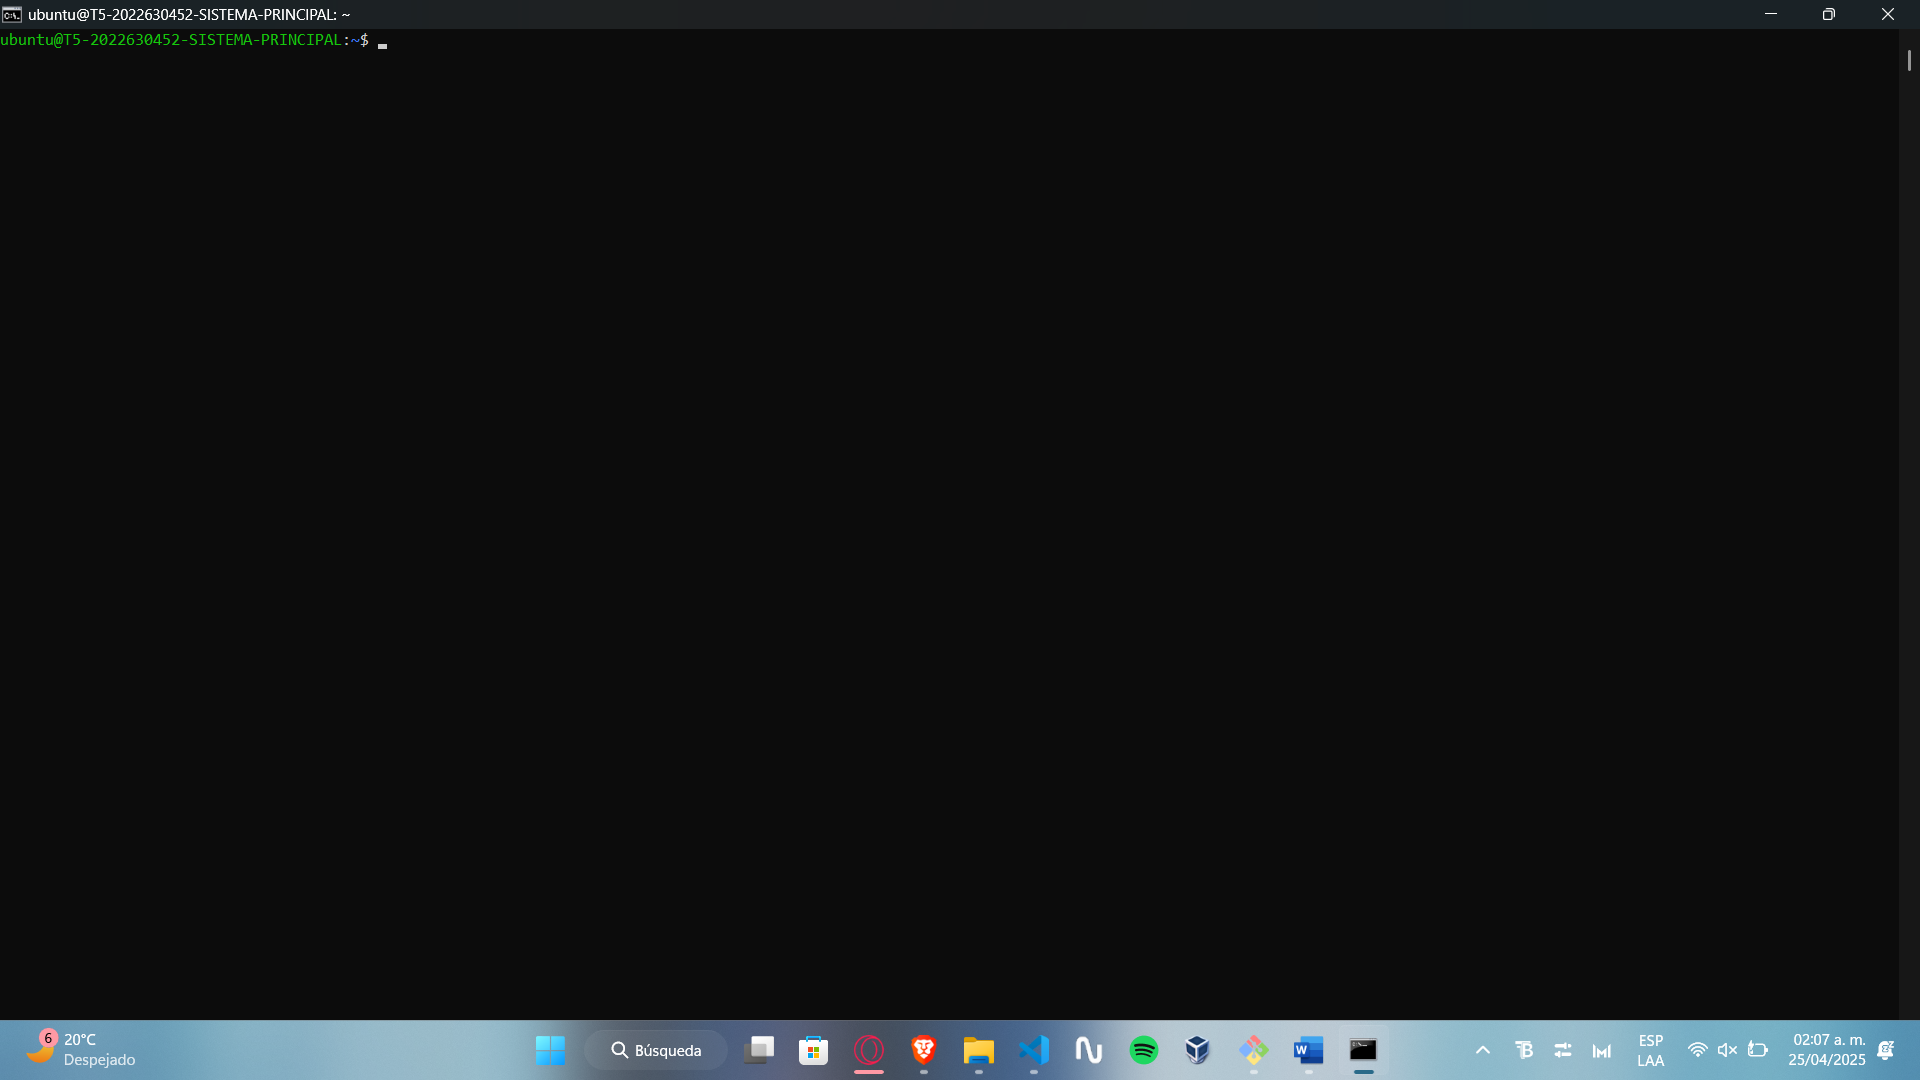 ubuntu@T5-2022630452-SISTEMA-PRINCIPAL: ~
ubuntu@T5-2022630452-SISTEMA-PRINCIPAL:~$
6
20°C
Despejado
Búsqueda
ESP
LAA
02:07 a. m.
25/04/2025